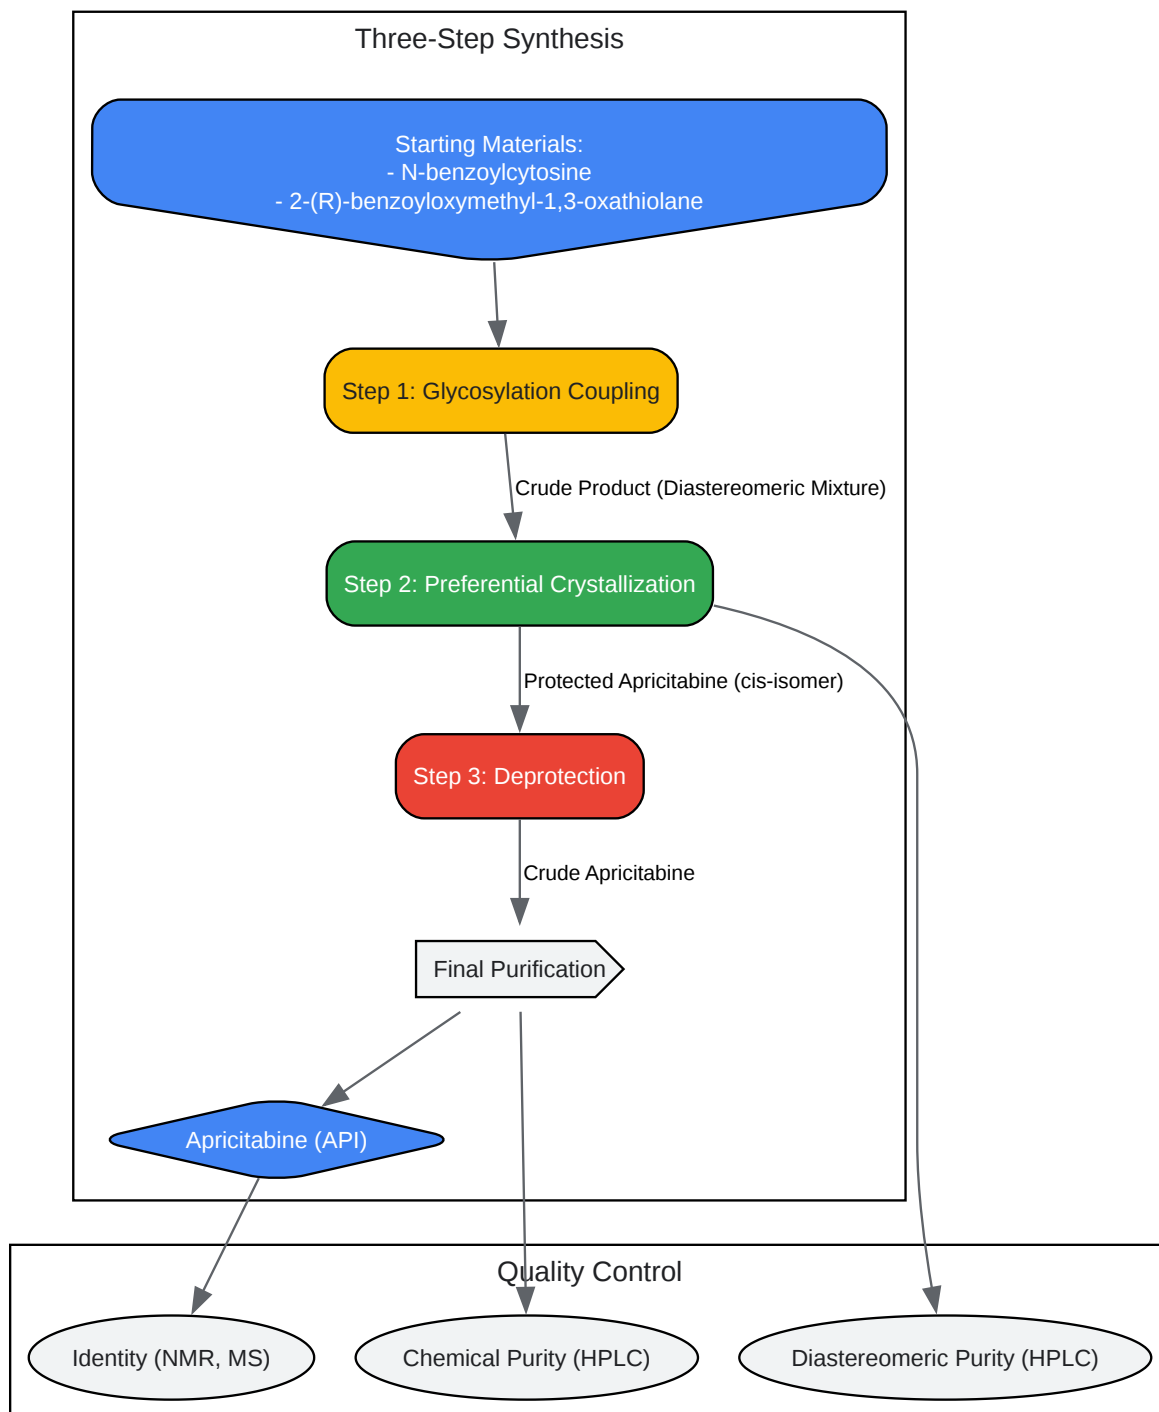 Three-Step Synthesis
Starting Materials:
- N-benzoylcytosine
- 2-(R)-benzoyloxymethyl-1,3-oxathiolane
Step 1: Glycosylation Coupling
Crude Product (Diastereomeric Mixture)
Step 2: Preferential Crystallization
Protected Apricitabine (cis-isomer)
Step 3: Deprotection
Crude Apricitabine
Final Purification
Apricitabine (API)
Quality Control
Identity (NMR, MS)
Chemical Purity (HPLC)
Diastereomeric Purity (HPLC)